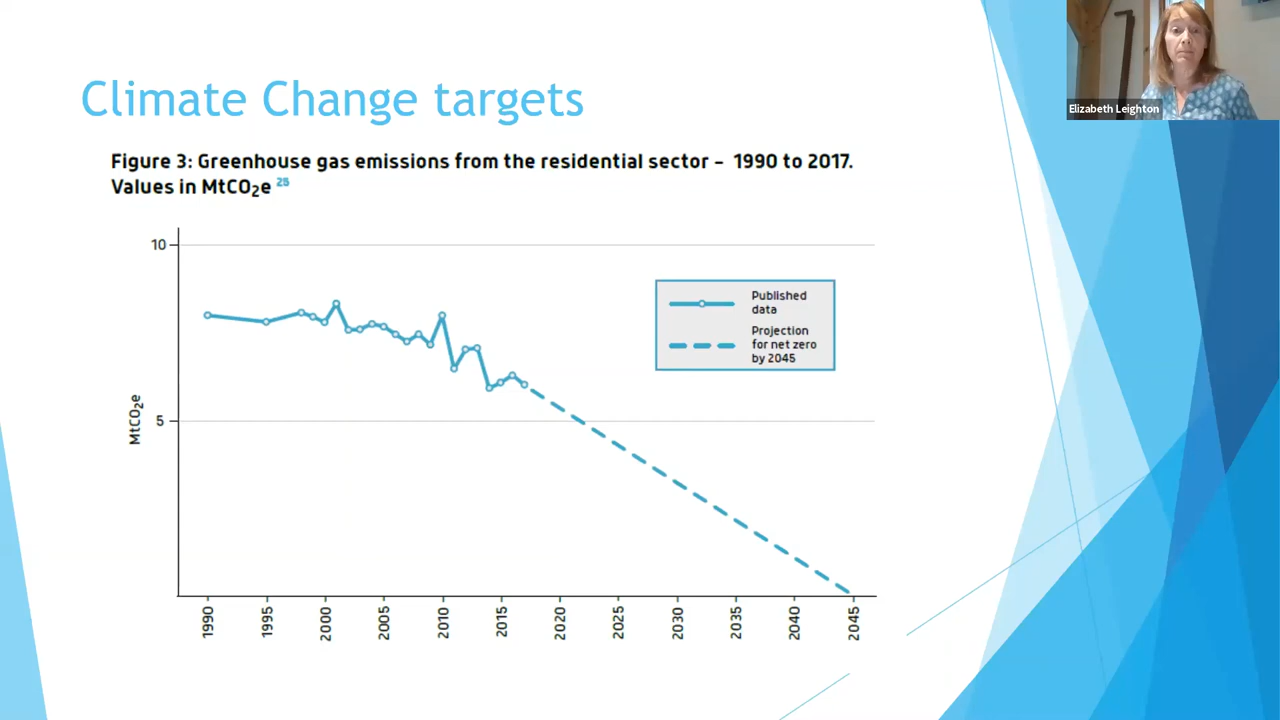 Climate Change targets
Elizabeth Leighton
Figure 3: Greenhouse gas emissions from the residential sector – 1990 to 2017.
Values in MtCO₂e ²⁵
10
5
MtCO₂e
Published
data
Projection
for net zero
by 2045
1990
1995
2000
2005
2010
2015
2020
2025
2030
2035
2040
2045